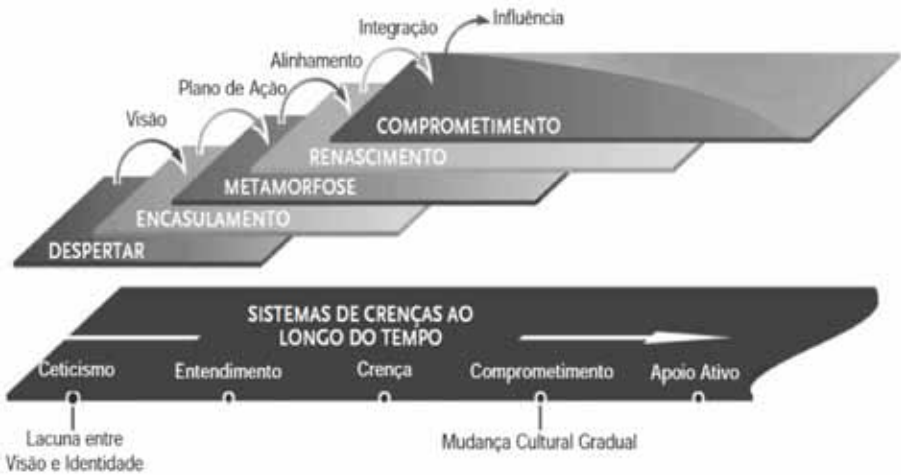 Influência
Integração
Alinhamento
Plano de Ação
Visão
COMPROMETIMENTO
RENASCIMENTO
METAMORFOSE
ENCASULAMENTO
DESPERTAR
SISTEMAS DE CRENÇAS AO
LONGO DO TEMPO
Ceticismo Entendimento Crença Comprometimento Apoio Ativo
Lacuna entre
Visão e Identidade
Mudança Cultural Gradual